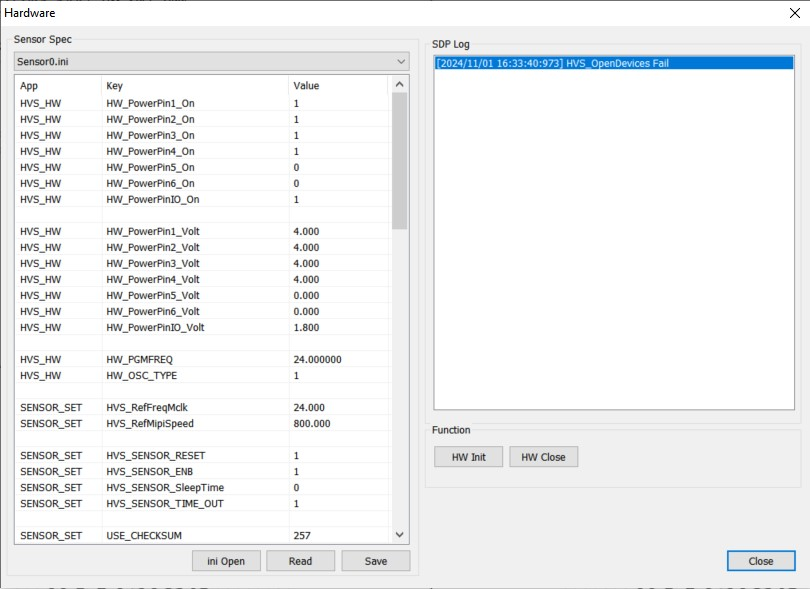 Hardware
Sensor Spec
Sensor0.ini
App Key Value
HVS_HW HW_PowerPin1_On 1
HVS_HW HW_PowerPin2_On 1
HVS_HW HW_PowerPin3_On 1
HVS_HW HW_PowerPin4_On 1
HVS_HW HW_PowerPin5_On 0
HVS_HW HW_PowerPin6_On 0
HVS_HW HW_PowerPinIO_On 1
HVS_HW HW_PowerPin1_Volt 4.000
HVS_HW HW_PowerPin2_Volt 4.000
HVS_HW HW_PowerPin3_Volt 4.000
HVS_HW HW_PowerPin4_Volt 4.000
HVS_HW HW_PowerPin5_Volt 0.000
HVS_HW HW_PowerPin6_Volt 0.000
HVS_HW HW_PowerPinIO_Volt 1.800
HVS_HW HW_PGMFREQ 24.000000
HVS_HW HW_OSC_TYPE 1
SENSOR_SET HVS_RefFreqMclk 24.000
SENSOR_SET HVS_RefMipiSpeed 800.000
SENSOR_SET HVS_SENSOR_RESET 1
SENSOR_SET HVS_SENSOR_ENB 1
SENSOR_SET HVS_SENSOR_SleepTime 0
SENSOR_SET HVS_SENSOR_TIME_OUT 1
SENSOR_SET USE_CHECKSUM 257
ini Open Read Save
SDP Log
[2024/11/01 16:33:40:973] HVS_OpenDevices Fail
Function
HW Init HW Close
Close